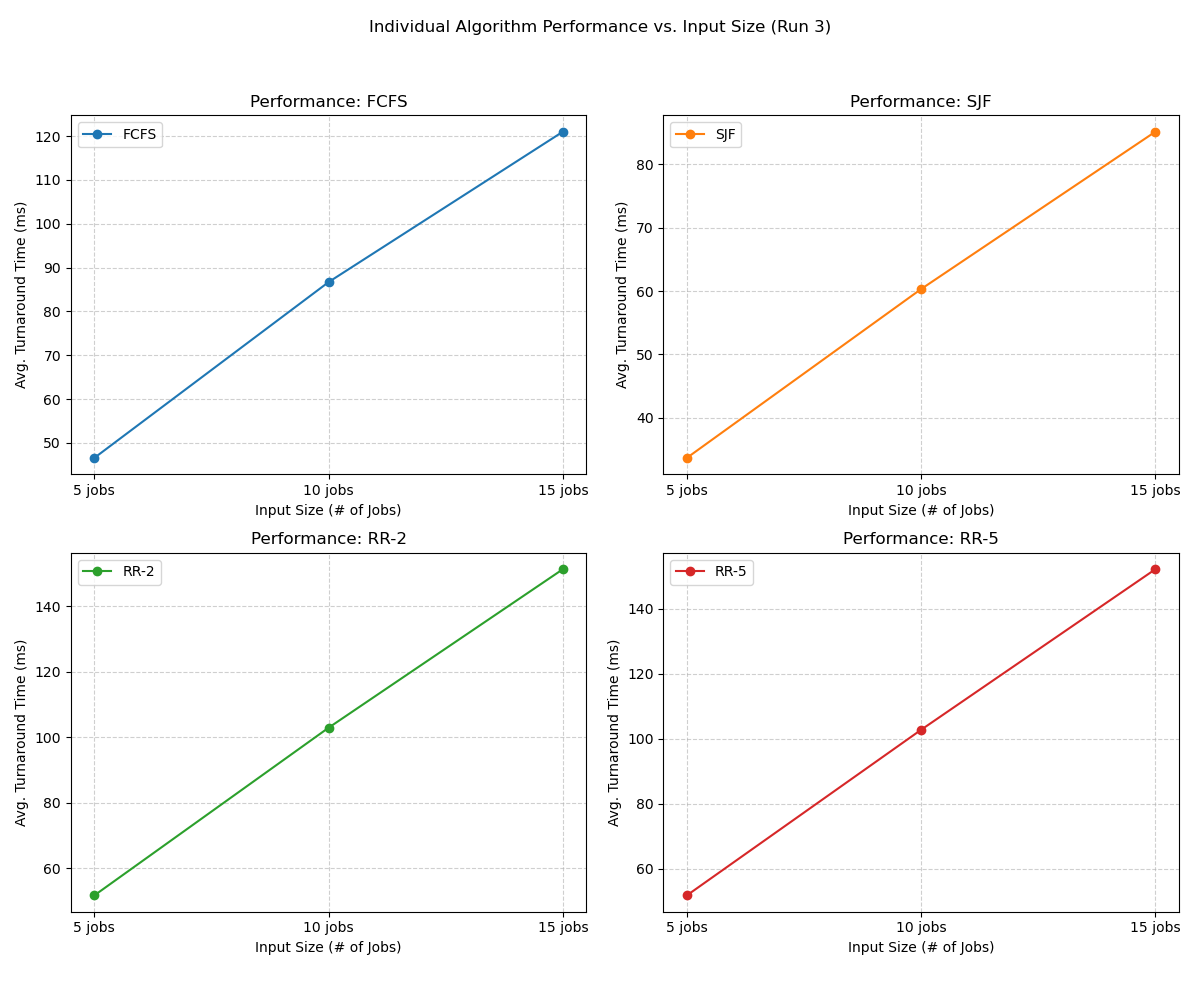 Individual Algorithm Performance vs. Input Size (Run 3)
Performance: FCFS
FCFS
Avg. Turnaround Time (ms)
120
110
100
90
80
70
60
50
5 jobs
10 jobs
15 jobs
Input Size (# of Jobs)
Performance: SJF
SJF
Avg. Turnaround Time (ms)
80
70
60
50
40
5 jobs
10 jobs
15 jobs
Input Size (# of Jobs)
Performance: RR-2
RR-2
Avg. Turnaround Time (ms)
140
120
100
80
60
5 jobs
10 jobs
15 jobs
Input Size (# of Jobs)
Performance: RR-5
RR-5
Avg. Turnaround Time (ms)
140
120
100
80
60
5 jobs
10 jobs
15 jobs
Input Size (# of Jobs)